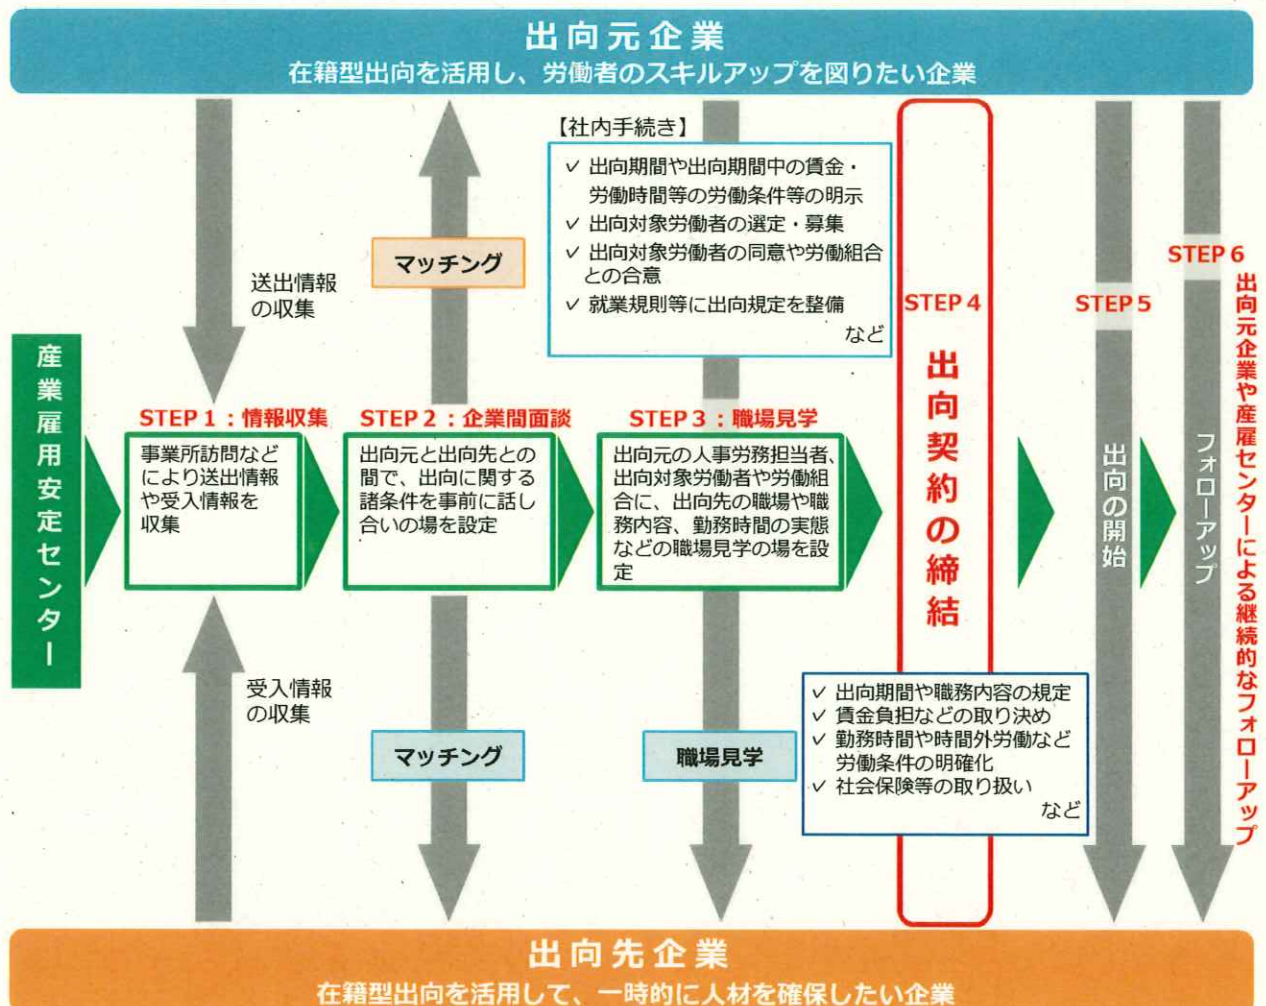 出向元企業
在籍型出向を活用し、労働者のスキルアップを図りたい企業
【社内手続き】
✓ 出向期間や出向期間中の賃金・
労働時間等の労働条件等の明示
✓ 出向対象労働者の選定・募集
✓ 出向対象労働者の同意や労働組合
との合意
✓ 就業規則等に出向規定を整備
など
マッチング
送出情報
の収集
産業雇用安定センター
STEP 1：情報収集
事業所訪問など
により送出情報
や受入情報を
収集
STEP 2：企業間面談
出向元と出向先との
間で、出向に関する
諸条件を事前に話し
合いの場を設定
STEP 3：職場見学
出向元の人事労務担当者、
出向対象労働者や労働組
合に、出向先の職場や職
務内容、勤務時間の実態
などの職場見学の場を設
定
STEP 4
出向契約の締結
STEP 5
出向の開始
STEP 6
フォローアップ
出向元企業や産雇センターによる継続的なフォローアップ
受入情報
の収集
マッチング
職場見学
✓ 出向期間や職務内容の規定
✓ 賃金負担などの取り決め
✓ 勤務時間や時間外労働など
労働条件の明確化
✓ 社会保険等の取り扱い
など
出向先企業
在籍型出向を活用して、一時的に人材を確保したい企業